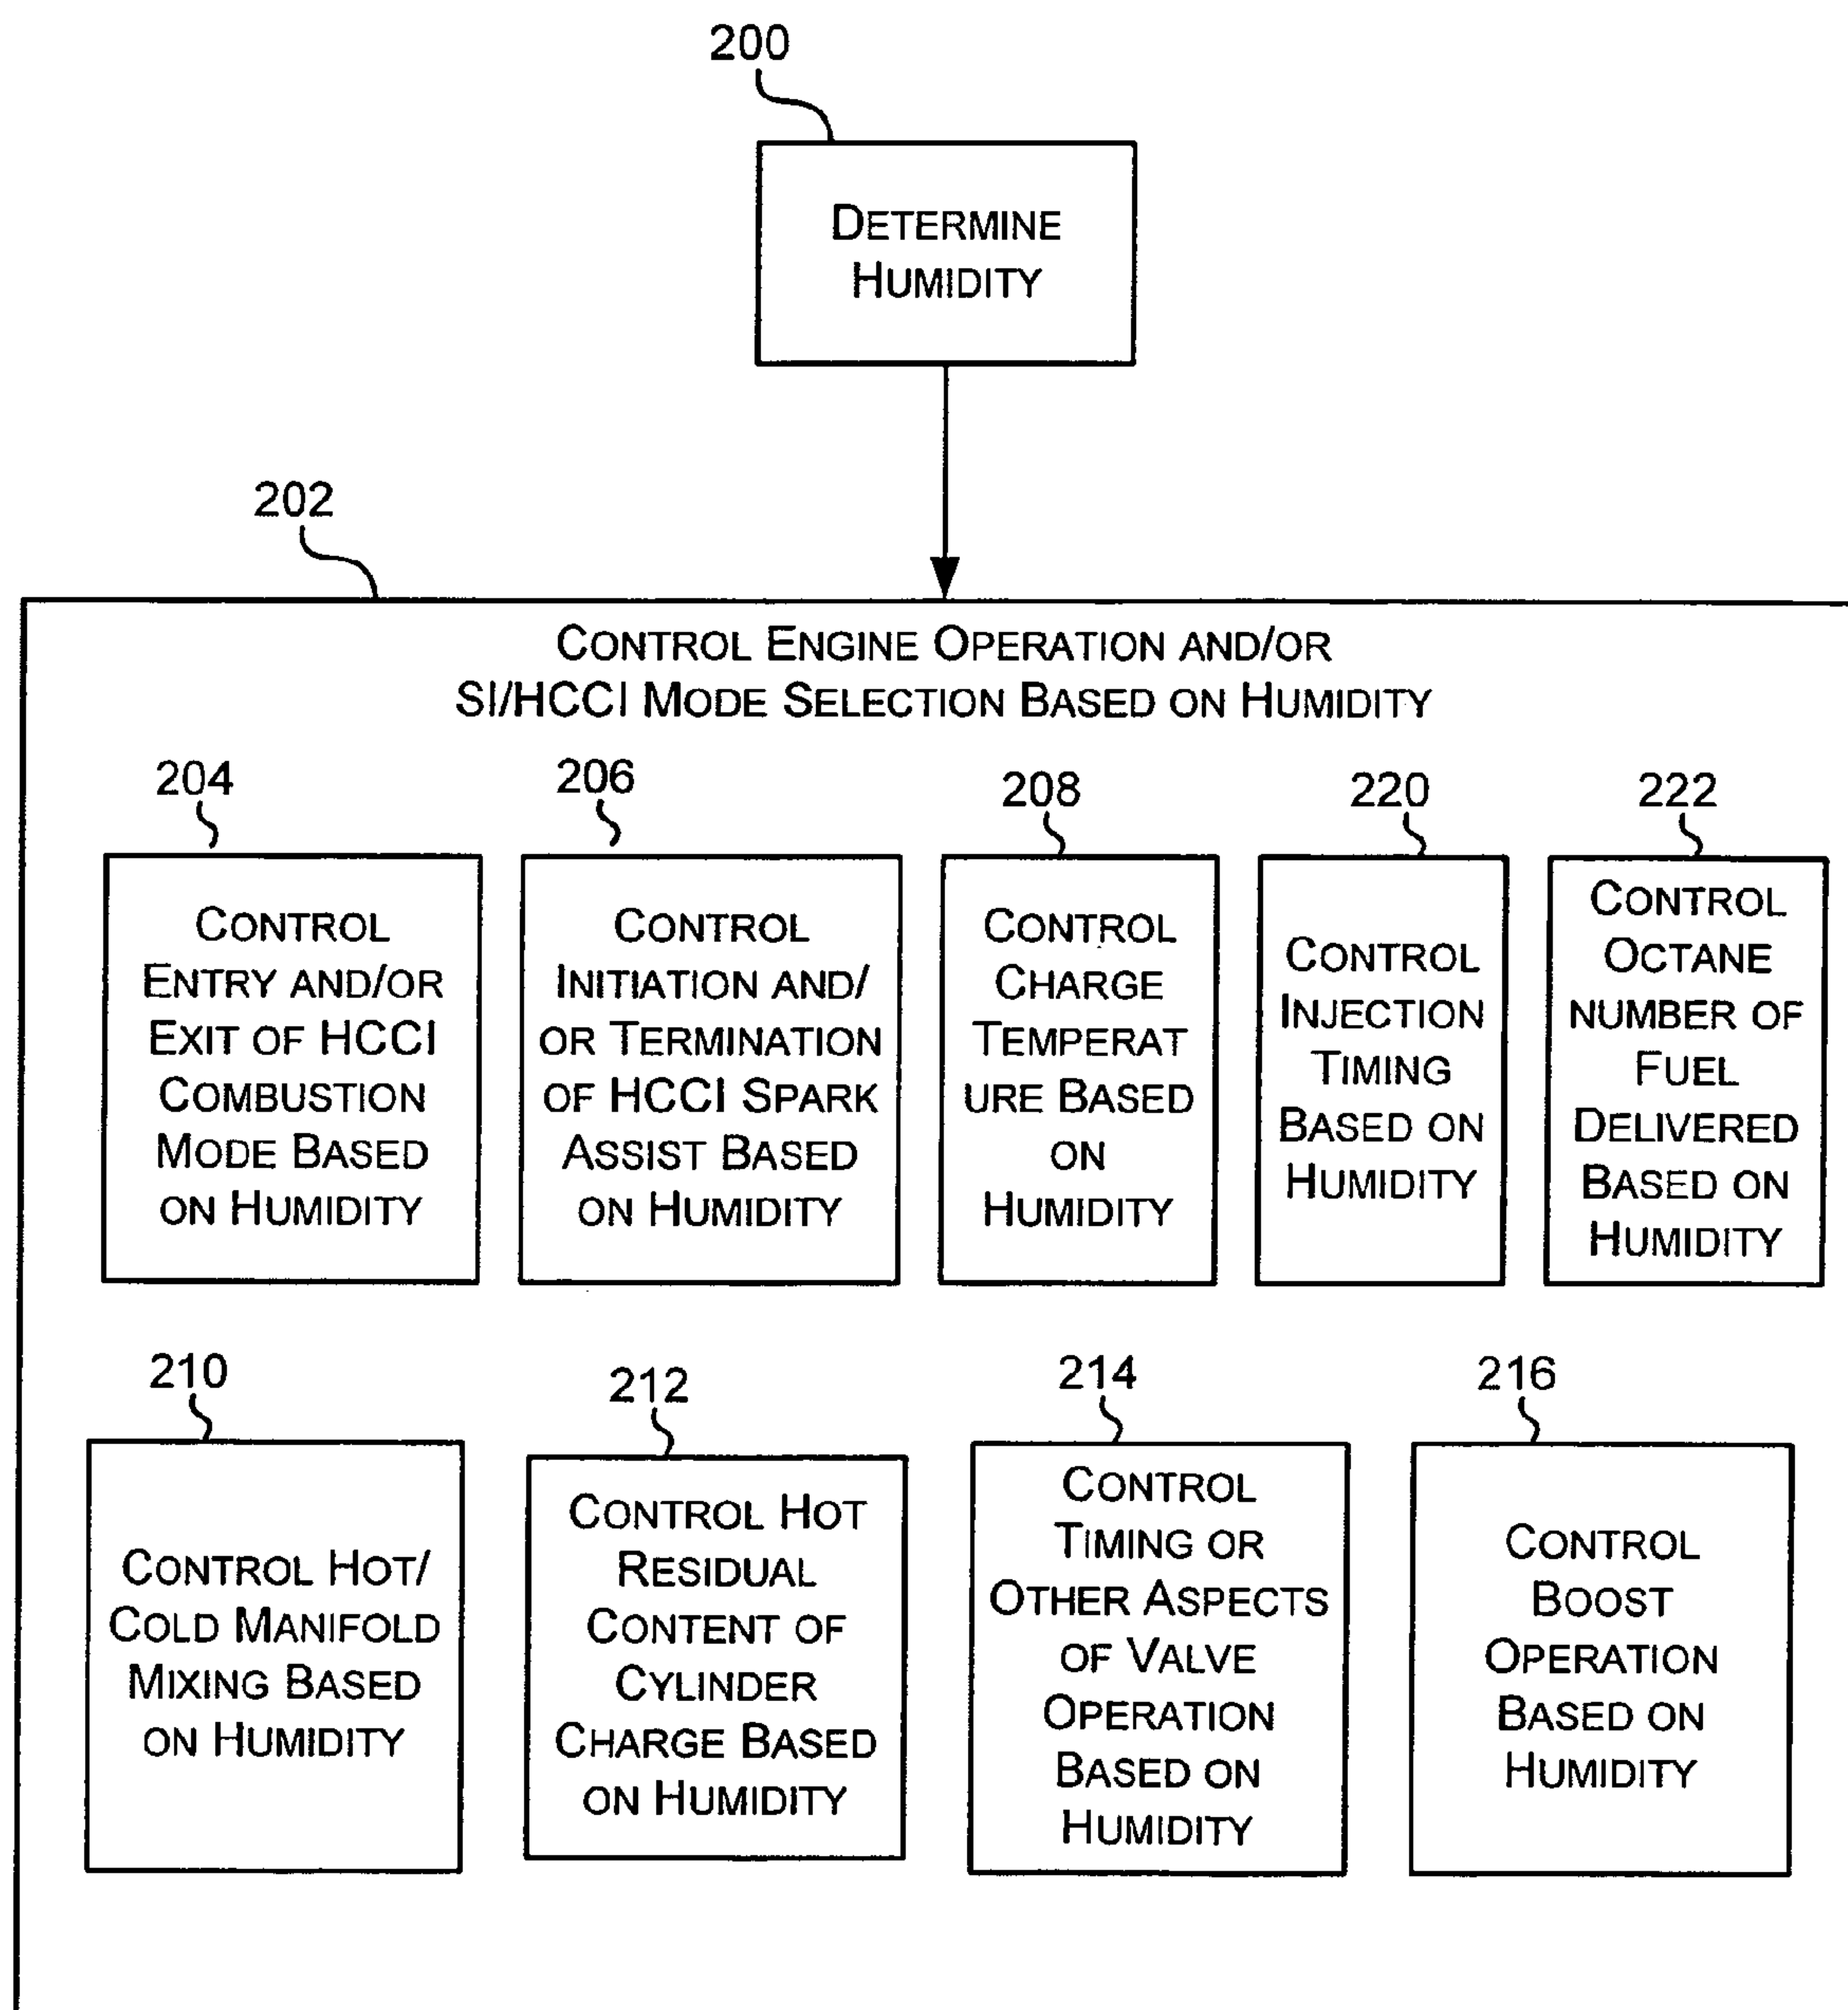 200
DETERMINE
HUMIDITY
202
CONTROL ENGINE OPERATION AND/OR
SI/HCCI MODE SELECTION BASED ON HUMIDITY
204
CONTROL
ENTRY AND/OR
EXIT OF HCCI
COMBUSTION
MODE BASED
ON HUMIDITY
206
CONTROL
INITIATION AND/
OR TERMINATION
OF HCCI SPARK
ASSIST BASED
ON HUMIDITY
208
CONTROL
CHARGE
TEMPERAT
URE BASED
ON
HUMIDITY
220
CONTROL
INJECTION
TIMING
BASED ON
HUMIDITY
222
CONTROL
OCTANE
NUMBER OF
FUEL
DELIVERED
BASED ON
HUMIDITY
210
CONTROL HOT/
COLD MANIFOLD
MIXING BASED
ON HUMIDITY
212
CONTROL HOT
RESIDUAL
CONTENT OF
CYLINDER
CHARGE BASED
ON HUMIDITY
214
CONTROL
TIMING OR
OTHER ASPECTS
OF VALVE
OPERATION
BASED ON
HUMIDITY
216
CONTROL
BOOST
OPERATION
BASED ON
HUMIDITY